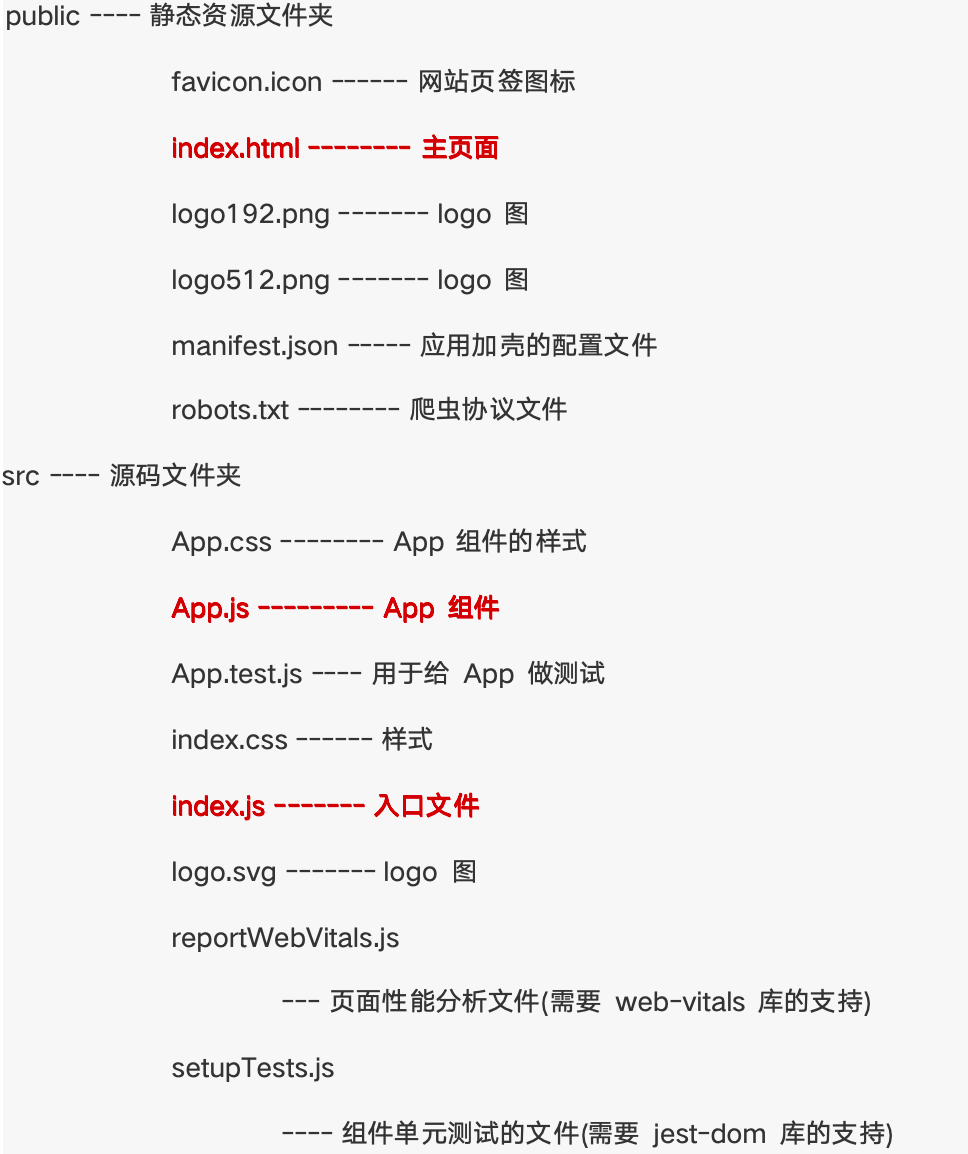 public ---- 静态资源文件夹
favicon.icon ------ 网站页签图标
index.html -------- 主页面
logo192.png ------- logo 图
logo512.png ------- logo 图
manifest.json ----- 应用加壳的配置文件
robots.txt -------- 爬虫协议文件
src ---- 源码文件夹
App.css -------- App 组件的样式
App.js --------- App 组件
App.test.js ---- 用于给 App 做测试
index.css ------ 样式
index.js ------- 入口文件
logo.svg ------- logo 图
reportWebVitals.js
--- 页面性能分析文件(需要 web-vitals 库的支持)
setupTests.js
---- 组件单元测试的文件(需要 jest-dom 库的支持)